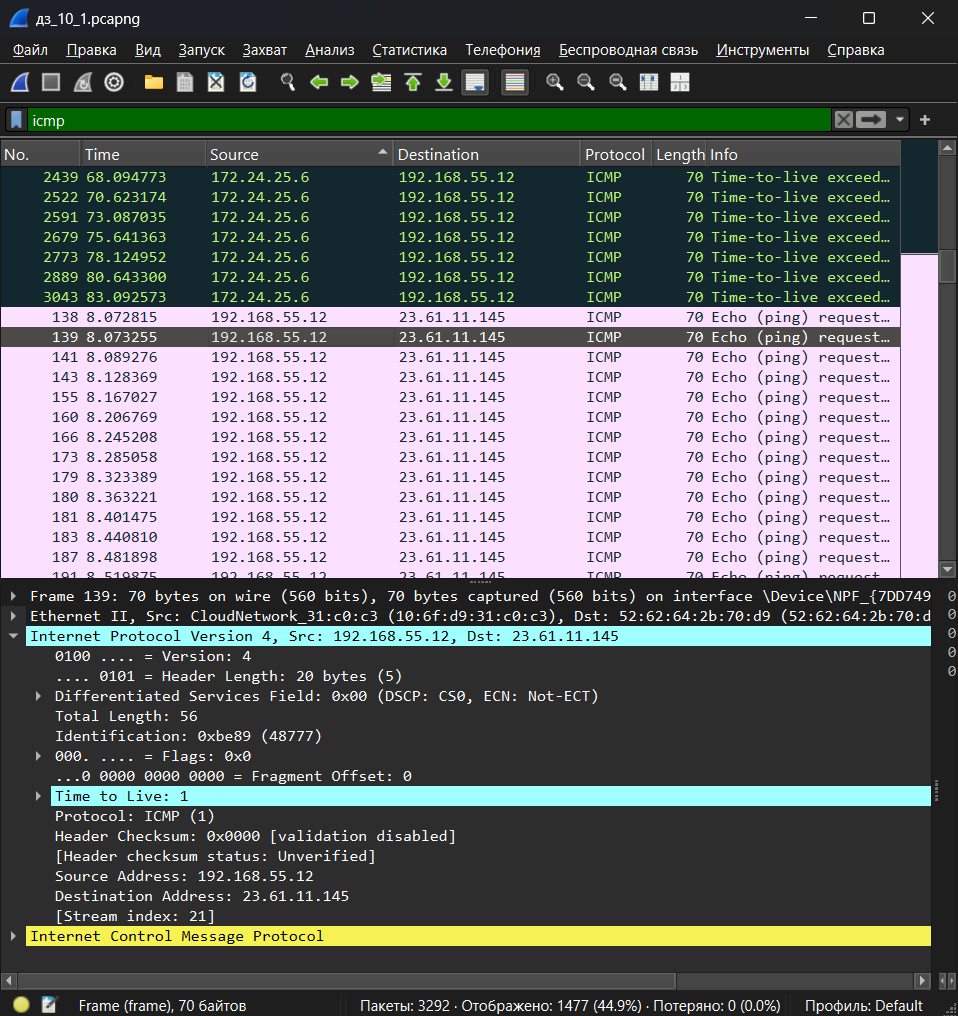 дз_10_1.pcapng
Файл Правка Вид Запуск Захват Анализ Статистика Телефония Беспроводная связь Инструменты Справка
icmp
No. Time Source Destination Protocol Length Info
2439 68.094773 172.24.25.6 192.168.55.12 ICMP 70 Time-to-live exceed…
2522 70.623174 172.24.25.6 192.168.55.12 ICMP 70 Time-to-live exceed…
2591 73.087035 172.24.25.6 192.168.55.12 ICMP 70 Time-to-live exceed…
2679 75.641363 172.24.25.6 192.168.55.12 ICMP 70 Time-to-live exceed…
2773 78.124952 172.24.25.6 192.168.55.12 ICMP 70 Time-to-live exceed…
2889 80.643300 172.24.25.6 192.168.55.12 ICMP 70 Time-to-live exceed…
3043 83.092573 172.24.25.6 192.168.55.12 ICMP 70 Time-to-live exceed…
138 8.072815 192.168.55.12 23.61.11.145 ICMP 70 Echo (ping) request…
139 8.073255 192.168.55.12 23.61.11.145 ICMP 70 Echo (ping) request…
141 8.089276 192.168.55.12 23.61.11.145 ICMP 70 Echo (ping) request…
143 8.128369 192.168.55.12 23.61.11.145 ICMP 70 Echo (ping) request…
155 8.167027 192.168.55.12 23.61.11.145 ICMP 70 Echo (ping) request…
160 8.206769 192.168.55.12 23.61.11.145 ICMP 70 Echo (ping) request…
166 8.245208 192.168.55.12 23.61.11.145 ICMP 70 Echo (ping) request…
173 8.285058 192.168.55.12 23.61.11.145 ICMP 70 Echo (ping) request…
179 8.323389 192.168.55.12 23.61.11.145 ICMP 70 Echo (ping) request…
180 8.363221 192.168.55.12 23.61.11.145 ICMP 70 Echo (ping) request…
181 8.401475 192.168.55.12 23.61.11.145 ICMP 70 Echo (ping) request…
183 8.440810 192.168.55.12 23.61.11.145 ICMP 70 Echo (ping) request…
187 8.481898 192.168.55.12 23.61.11.145 ICMP 70 Echo (ping) request…
191 8.519875 192.168.55.12 23.61.11.145 ICMP 70 Echo (ping) request…
Frame 139: 70 bytes on wire (560 bits), 70 bytes captured (560 bits) on interface \Device\NPF_{7DD749
Ethernet II, Src: CloudNetwork_31:c0:c3 (10:6f:d9:31:c0:c3), Dst: 52:62:64:2b:70:d9 (52:62:64:2b:70:d
Internet Protocol Version 4, Src: 192.168.55.12, Dst: 23.61.11.145
0100 .... = Version: 4
.... 0101 = Header Length: 20 bytes (5)
Differentiated Services Field: 0x00 (DSCP: CS0, ECN: Not-ECT)
Total Length: 56
Identification: 0xbe89 (48777)
000. .... = Flags: 0x0
...0 0000 0000 0000 = Fragment Offset: 0
Time to Live: 1
Protocol: ICMP (1)
Header Checksum: 0x0000 [validation disabled]
[Header checksum status: Unverified]
Source Address: 192.168.55.12
Destination Address: 23.61.11.145
[Stream index: 21]
Internet Control Message Protocol
0
0
0
0
0
Frame (frame), 70 байтов Пакеты: 3292 · Отображено: 1477 (44.9%) · Потеряно: 0 (0.0%) Профиль: Default